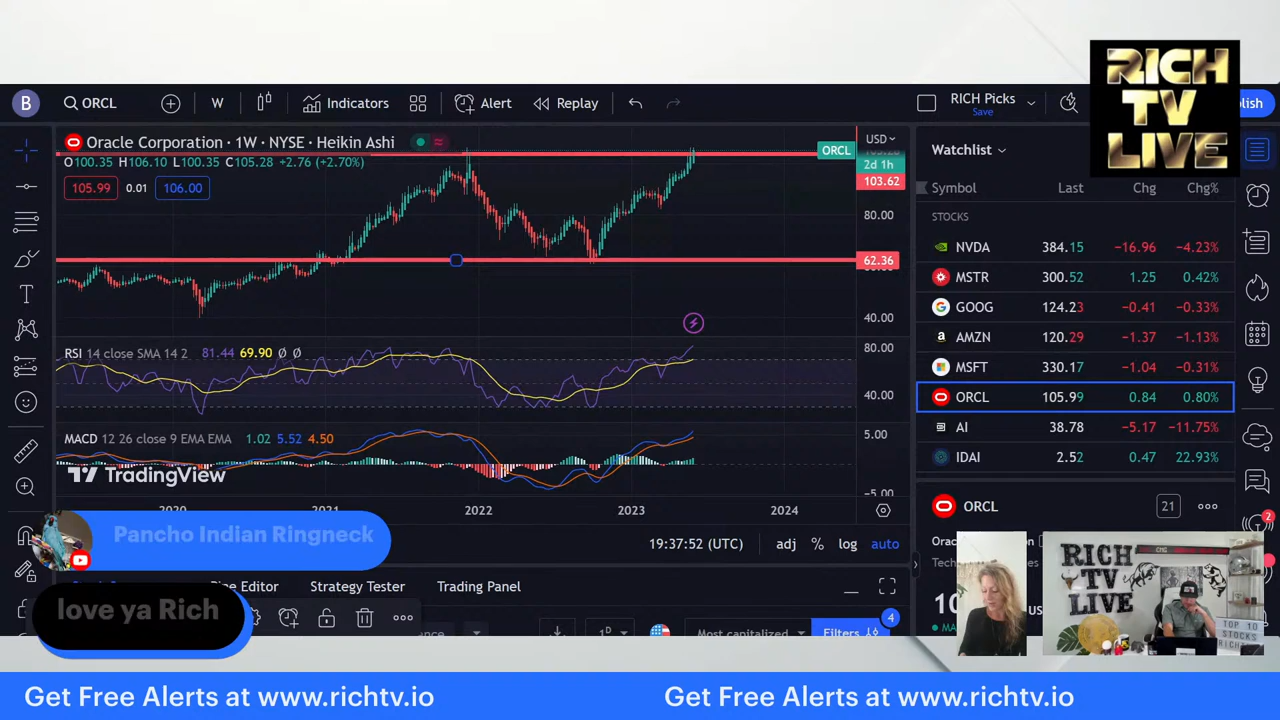 RICH
TV
LIVE
B
ORCL
W
Indicators
Alert
Replay
RICH Picks
Save
lish
Oracle Corporation · 1W · NYSE · Heikin Ashi
O100.35 H106.10 L100.35 C105.28 +2.76 (+2.70%)
105.99
0.01
106.00
USD
ORCL
2d 1h
103.62
80.00
62.36
40.00
RSI 14 close SMA 14 2 81.44 69.90 Ø Ø
80.00
40.00
MACD 12 26 close 9 EMA EMA 1.02 5.52 4.50
5.00
−5.00
TradingView
2020
2021
2022
2023
2024
19:37:52 (UTC)
adj
%
log
auto
Pine Editor
Strategy Tester
Trading Panel
Most capitalized
Filters
4
1D
Watchlist
Symbol Last Chg Chg%
STOCKS
NVDA 384.15 −16.96 −4.23%
MSTR 300.52 1.25 0.42%
GOOG 124.23 −0.41 −0.33%
AMZN 120.29 −1.37 −1.13%
MSFT 330.17 −1.04 −0.31%
ORCL 105.99 0.84 0.80%
AI 38.78 −5.17 −11.75%
IDAI 2.52 0.47 22.93%
ORCL
21
2
Pancho Indian Ringneck
love ya Rich
RICH
TV
LIVE
TOP 10
STOCKS
Get Free Alerts at www.richtv.io
Get Free Alerts at www.richtv.io